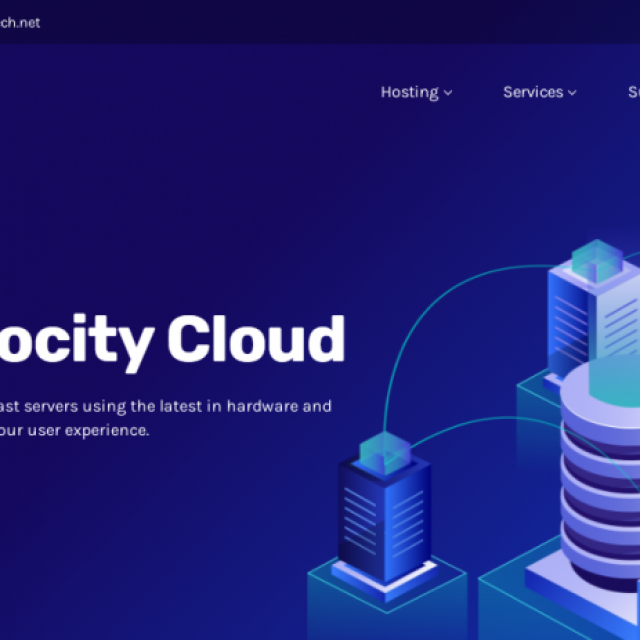 ch.net
Hosting Services S
ocity Cloud
ast servers using the latest in hardware and
our user experience.